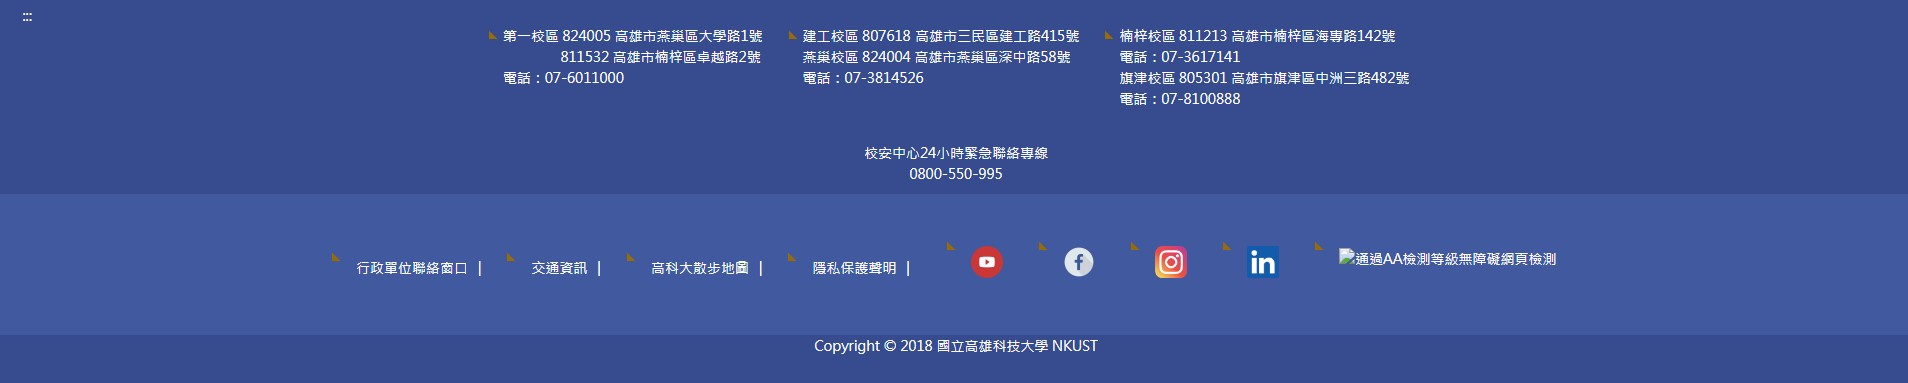 :::
第一校區 824005 高雄市燕巢區大學路1號
811532 高雄市楠梓區卓越路2號
電話：07-6011000
建工校區 807618 高雄市三民區建工路415號
燕巢校區 824004 高雄市燕巢區深中路58號
電話：07-3814526
楠梓校區 811213 高雄市楠梓區海專路142號
電話：07-3617141
旗津校區 805301 高雄市旗津區中洲三路482號
電話：07-8100888
校安中心24小時緊急聯絡專線
0800-550-995
行政單位聯絡窗口 | 交通資訊 | 高科大散步地圖 | 隱私保護聲明 | 通過AA檢測等級無障礙網頁檢測
Copyright © 2018 國立高雄科技大學 NKUST